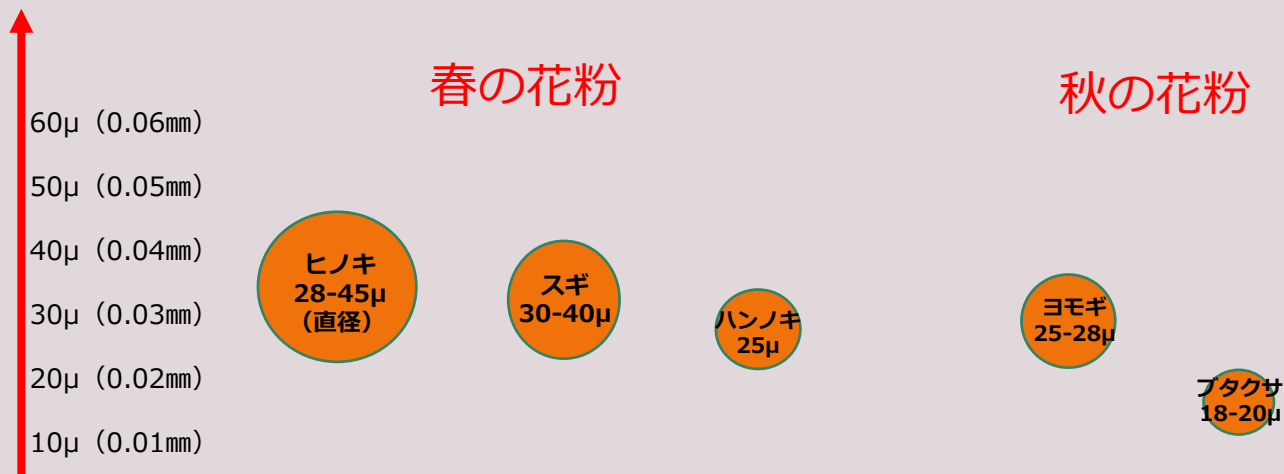 春の花粉
秋の花粉
60μ（0.06㎜）
50μ（0.05㎜）
40μ（0.04㎜）
30μ（0.03㎜）
20μ（0.02㎜）
10μ（0.01㎜）
ヒノキ
28-45μ
（直径）
スギ
30-40μ
ハンノキ
25μ
ヨモギ
25-28μ
ブタクサ
18-20μ